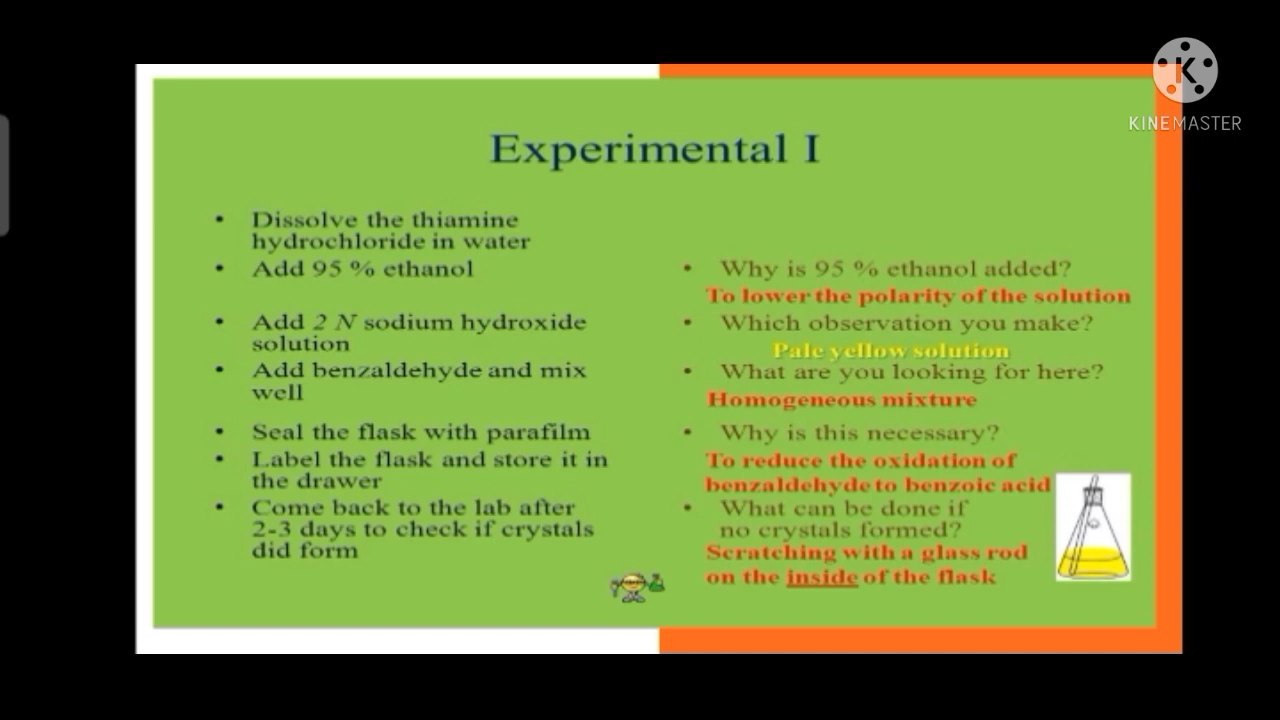 KINEMASTER
Experimental I
• Dissolve the thiamine
hydrochloride in water
• Add 95 % ethanol
• Add 2 N sodium hydroxide
solution
• Add benzaldehyde and mix
well
• Seal the flask with parafilm
• Label the flask and store it in
the drawer
• Come back to the lab after
2-3 days to check if crystals
did form
• Why is 95 % ethanol added?
To lower the polarity of the solution
• Which observation you make?
Pale yellow solution
• What are you looking for here?
Homogeneous mixture
• Why is this necessary?
To reduce the oxidation of
benzaldehyde to benzoic acid
• What can be done if
no crystals formed?
Scratching with a glass rod
on the inside of the flask